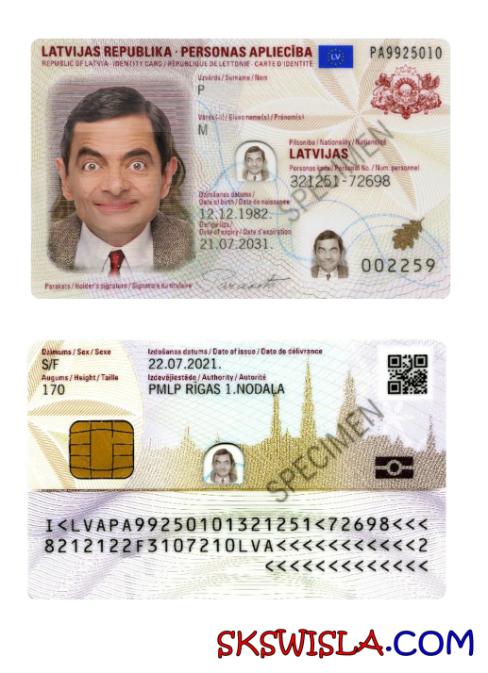 LATVIJAS REPUBLIKA · PERSONAS APLIECĪBA LV PA9925010
REPUBLIC OF LATVIA · IDENTITY CARD / RÉPUBLIQUE DE LETTONIE · CARTE D'IDENTITÉ
Uzvārds / Surname / Nom
P
Vārds(-i) / Given name(s) / Prénom(s)
M
Pilsonība / Nationality / Nationalité
LATVIJAS
Personas kods / Personal No. / Num. personnel
321251-72698
Dzimšanas datums /
Date of birth / Date de naissance
12.12.1982.
Derīga līdz /
Date of expiry / Date d'expiration
21.07.2031.
002259
Paraksts / Holder's signature / Signature du titulaire
SPECIMEN
Dzimums / Sex / Sexe
S/F
Augums / Height / Taille
170
Izdošanas datums / Date of issue / Date de délivrance
22.07.2021.
Izdevējiestāde / Authority / Autorité
PMLP RĪGAS 1.NODAĻA
SPECIMEN
I<LVAPA99250101321251<72698<<<
8212122F3107210LVA<<<<<<<<<<<2
<<<<<<<<<<<<<<
SKSWISLA.COM